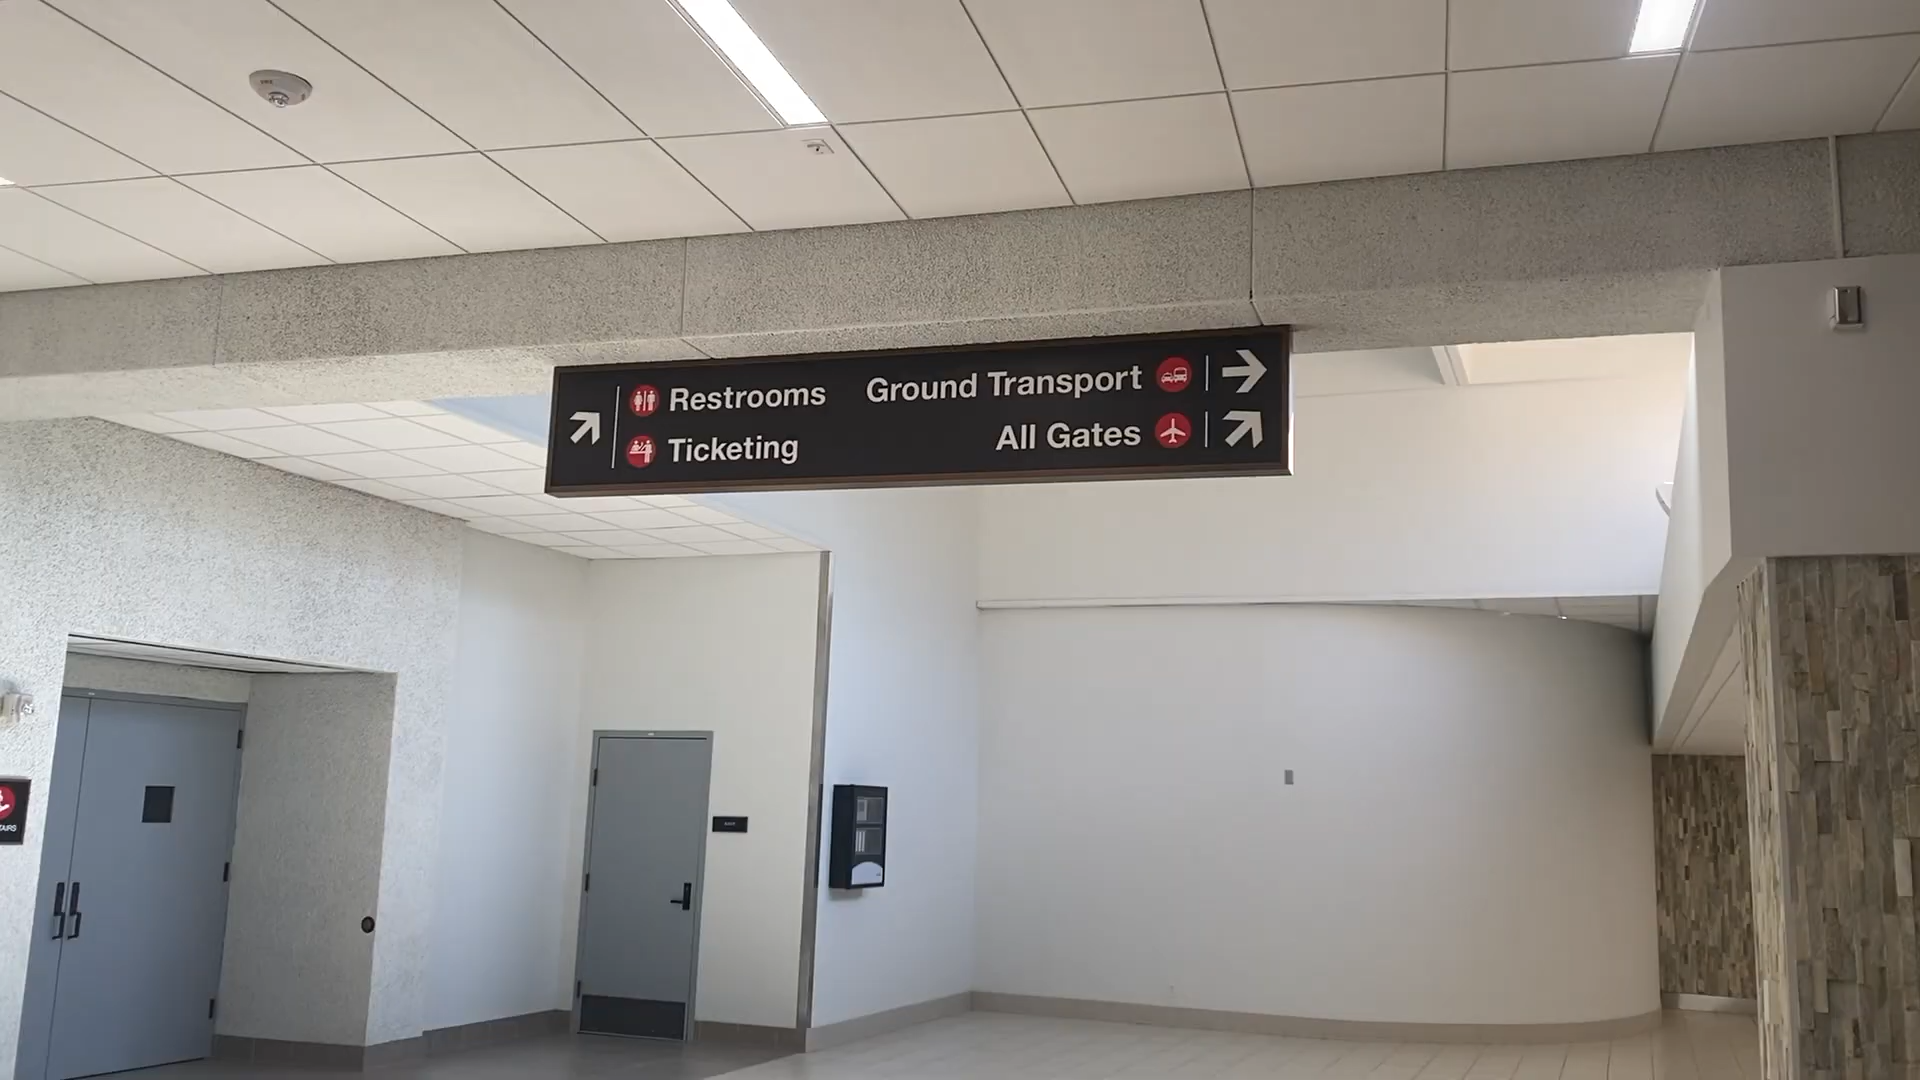 Restrooms
Ticketing
Ground Transport
All Gates